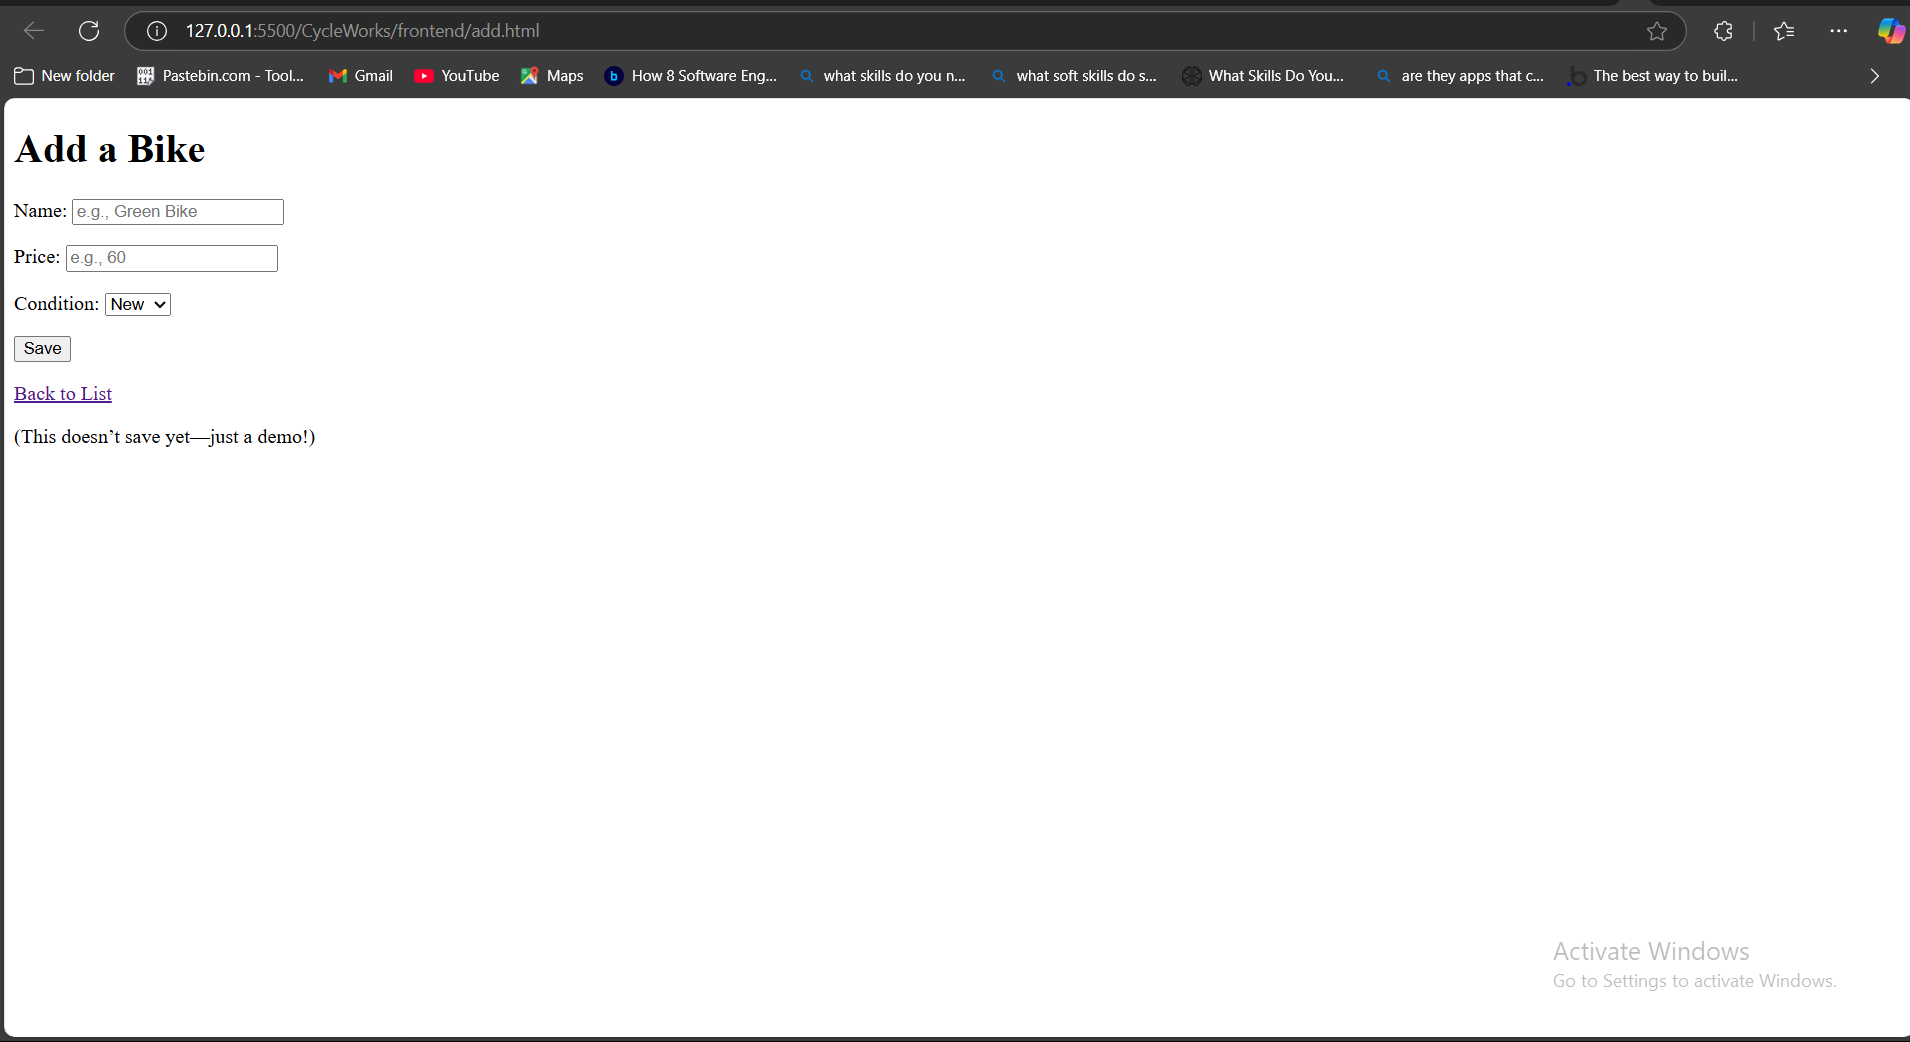 127.0.0.1:5500/CycleWorks/frontend/add.html
New folder
Pastebin.com - Tool...
Gmail
YouTube
Maps
How 8 Software Eng...
what skills do you n...
what soft skills do s...
What Skills Do You...
are they apps that c...
The best way to buil...
Add a Bike
Name: e.g., Green Bike
Price: e.g., 60
Condition: New
Save
Back to List
(This doesn’t save yet—just a demo!)
Activate Windows
Go to Settings to activate Windows.